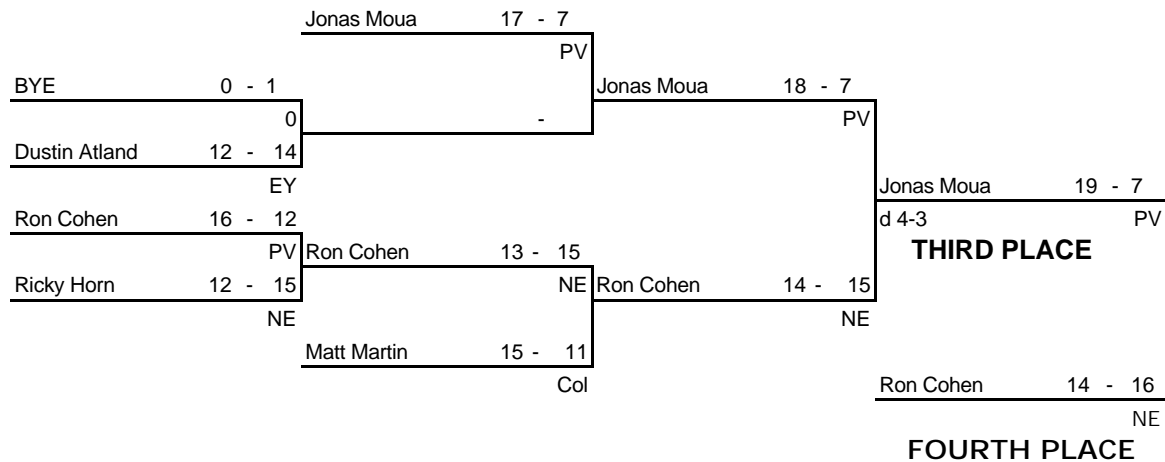 Jonas Moua 17 - 7
PV
BYE 0 - 1
Jonas Moua 18 - 7
0
-
PV
Dustin Atland 12 - 14
EY
Jonas Moua 19 - 7
Ron Cohen 16 - 12
d 4-3 PV
PV
Ron Cohen 13 - 15
THIRD PLACE
Ricky Horn 12 - 15
NE
Ron Cohen 14 - 15
NE
NE
Matt Martin 15 - 11
Col
Ron Cohen 14 - 16
NE
FOURTH PLACE